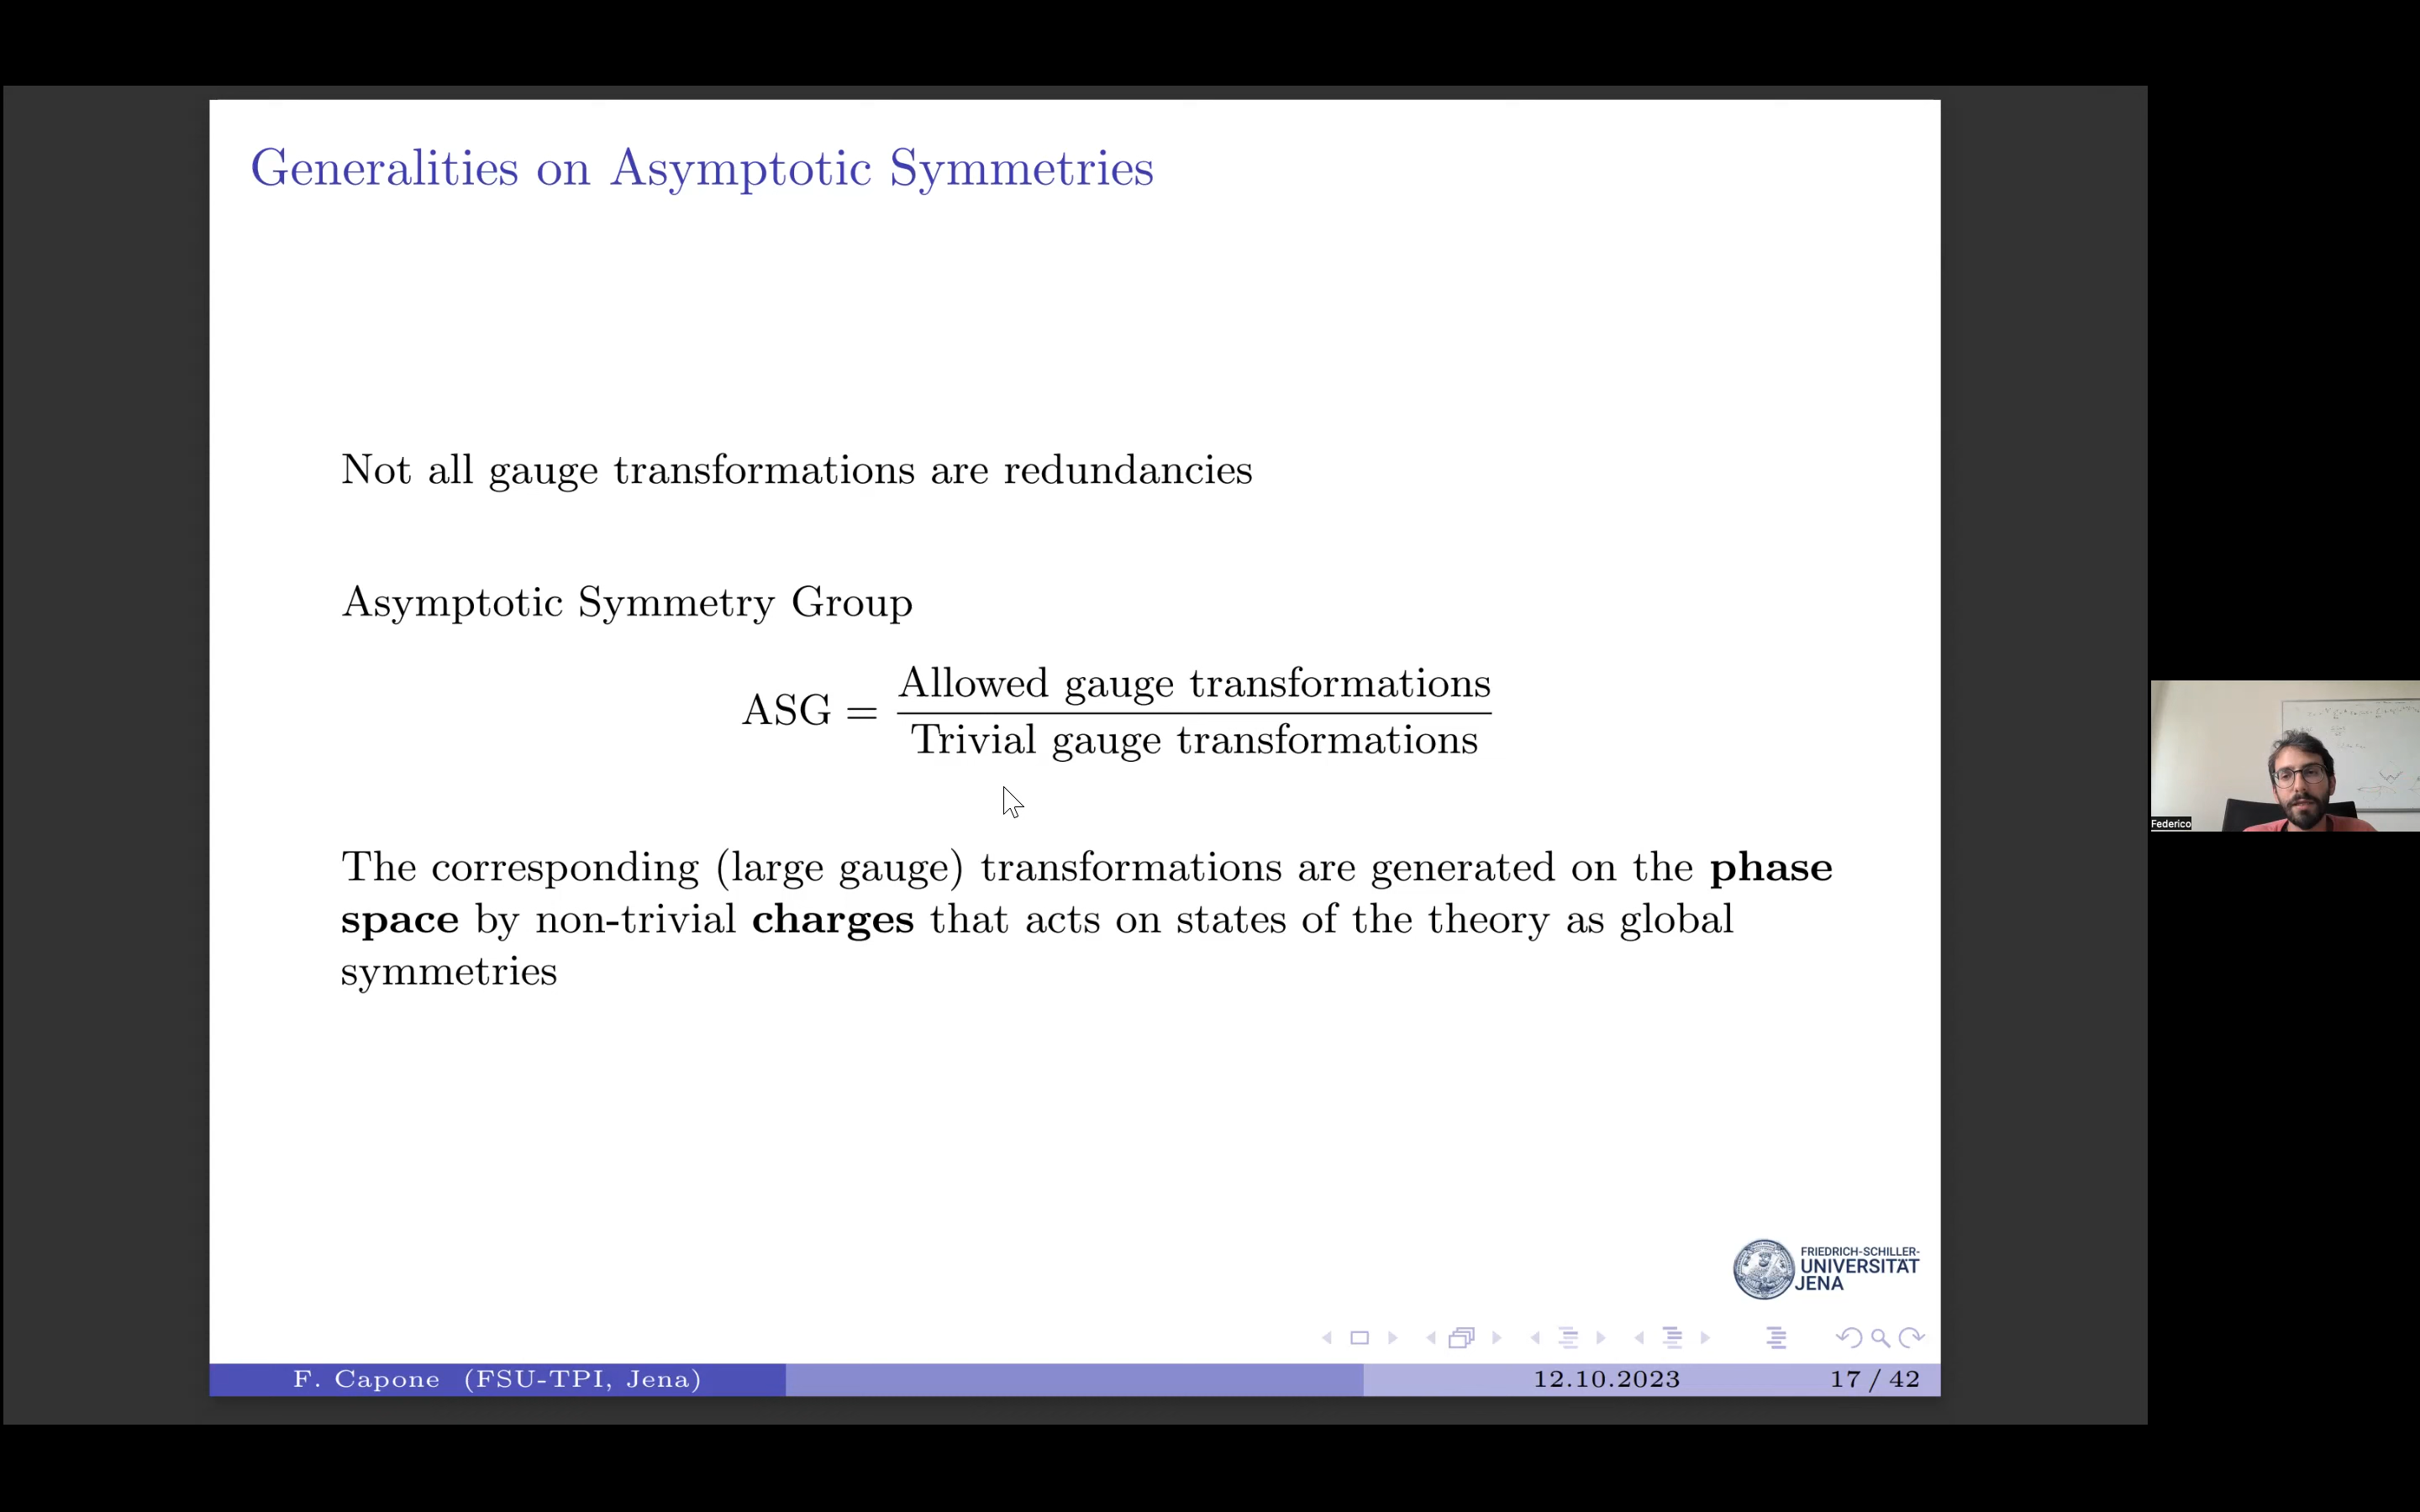 Generalities on Asymptotic Symmetries
Not all gauge transformations are redundancies
Asymptotic Symmetry Group
ASG = Allowed gauge transformations / Trivial gauge transformations
The corresponding (large gauge) transformations are generated on the phase
space by non-trivial charges that acts on states of the theory as global
symmetries
Federico
FRIEDRICH-SCHILLER-
UNIVERSITÄT
JENA
F. Capone (FSU-TPI, Jena)
12.10.2023
17 / 42